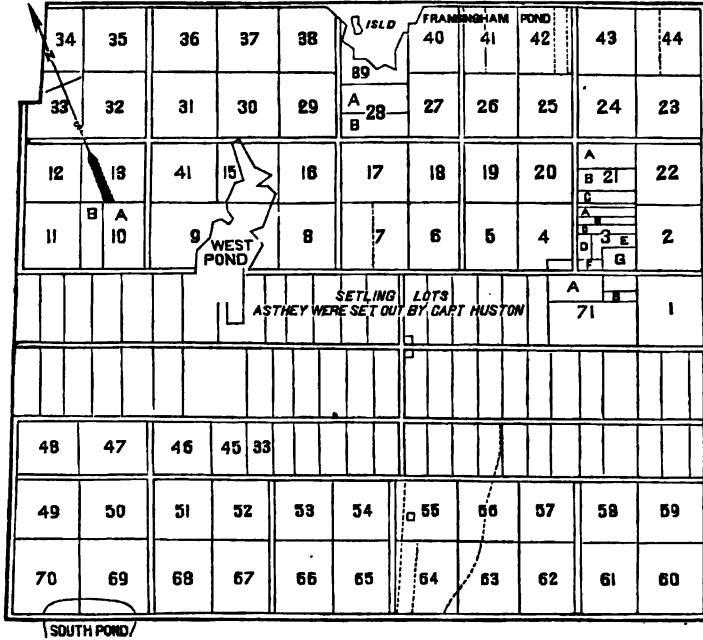 ISLD FRAMINGHAM POND
34 35 36 37 38 40 41 42 43 44
89
33 32 31 30 29 A 28 27 26 25 24 23
B
A
12 13 41 15 16 17 18 19 20 B 21 22
C
B A A
11 10 9 8 7 6 5 4 D 3 E 2
WEST POND F G
SETLING LOTS A B
ASTHEY WERE SET OUT BY CAPT HUSTON 71 1
48 47 46 45 33
49 50 51 52 53 54 55 56 57 58 59
70 69 68 67 66 65 64 63 62 61 60
SOUTH POND